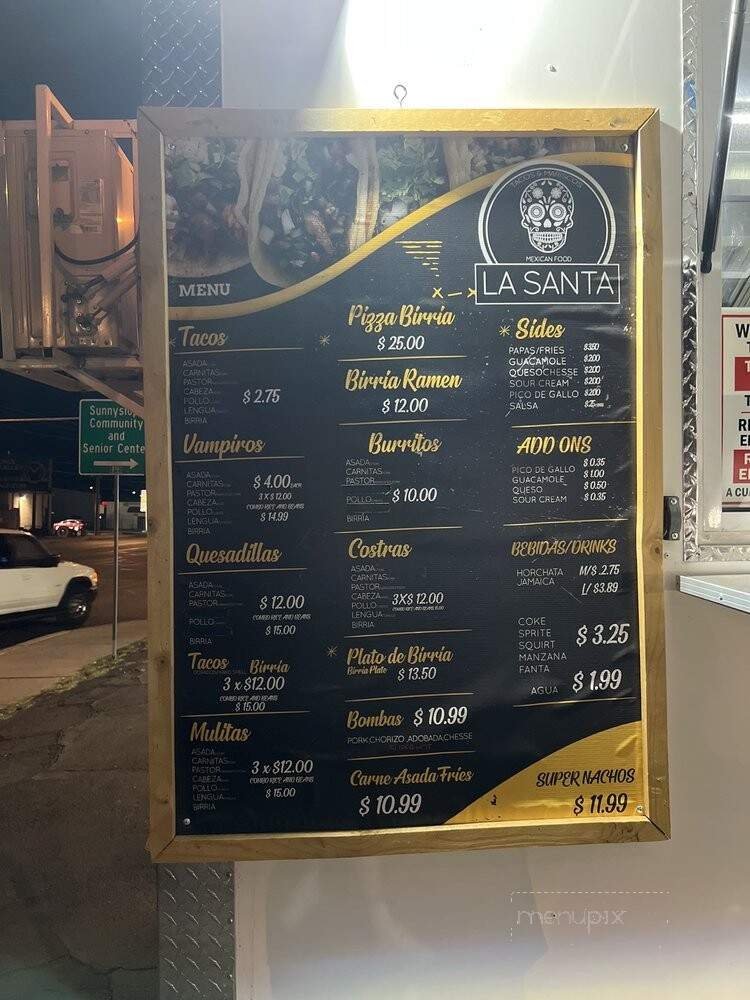 Sunnyslope
Community
and
Senior Cente
TACOS & MARISCOS
MEXICAN FOOD
LA SANTA
MENU
Tacos
ASADA
CARNITAS
PASTOR
CABEZA
POLLO
LENGUA
BIRRIA
$ 2.75
Vampiros
ASADA
CARNITAS
PASTOR
CABEZA
POLLO
LENGUA
BIRRIA
$ 4.00
3 X $ 12.00
COMBO RICE AND BEANS
$ 14.99
Quesadillas
ASADA
CARNITAS
PASTOR
POLLO
BIRRIA
$ 12.00
COMBO RICE AND BEANS
$ 15.00
Tacos Birria
3 x $12.00
COMBO RICE AND BEANS
$ 15.00
Mulitas
ASADA
CARNITAS
PASTOR
CABEZA
POLLO
LENGUA
BIRRIA
3 x $12.00
COMBO RICE AND BEANS
$ 15.00
* Pizza Birria
$ 25.00
Birria Ramen
$ 12.00
Burritos
ASADA
CARNITAS
PASTOR
POLLO
BIRRIA
$ 10.00
Costras
ASADA
CARNITAS
PASTOR
CABEZA
POLLO
LENGUA
BIRRIA
3X$ 12.00
* Plato de Birria
Birria Plate $ 13.50
Bombas $ 10.99
PORK,CHORIZO ,ADOBADA,CHESSE
Carne Asada Fries
$ 10.99
* Sides
PAPAS/FRIES $3.50
GUACAMOLE $2.00
QUESOCHESSE $2.00
SOUR CREAM $2.00
PICO DE GALLO $2.00
SALSA
ADD ONS
PICO DE GALLO $ 0.35
GUACAMOLE $ 1.00
QUESO $ 0.50
SOUR CREAM $ 0.35
BEBIDAS/DRINKS
HORCHATA M/$ .2.75
JAMAICA L/ $3.89
COKE
SPRITE
SQUIRT
MANZANA
FANTA
$ 3.25
AGUA $ 1.99
SUPER NACHOS
$ 11.99
menupix